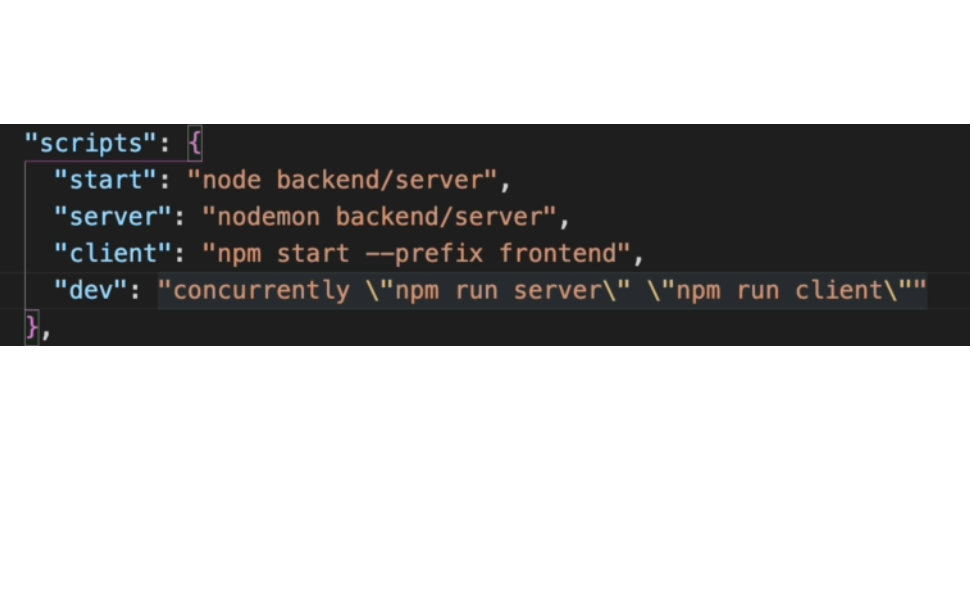 "scripts": {
"start": "node backend/server",
"server": "nodemon backend/server",
"client": "npm start --prefix frontend",
"dev": "concurrently \"npm run server\" \"npm run client\""
},